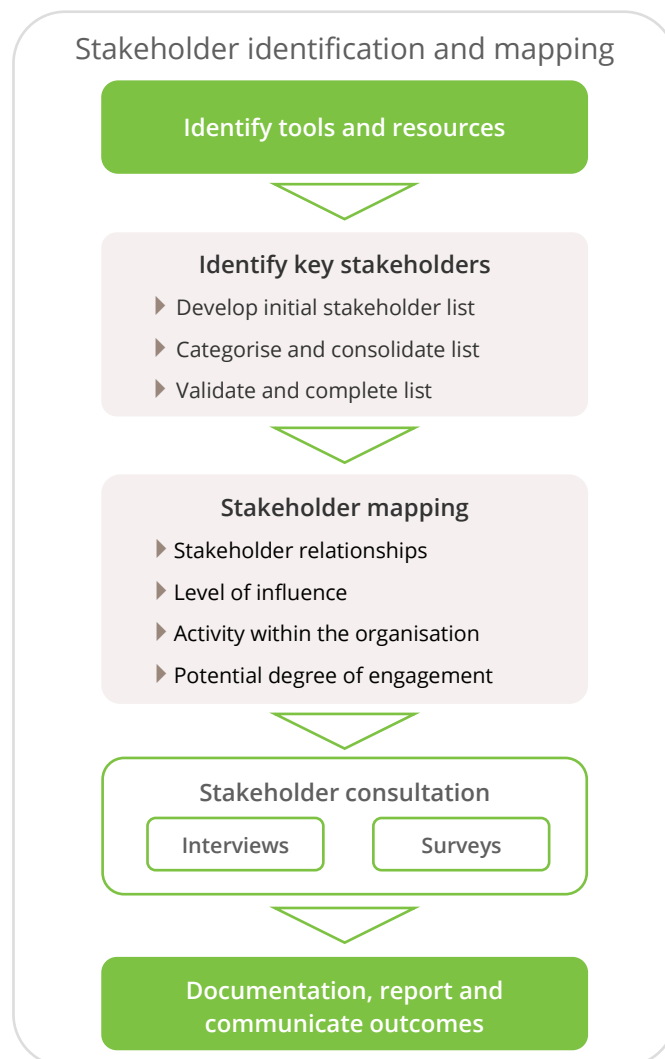 Stakeholder identification and mapping
Identify tools and resources
Identify key stakeholders
Develop initial stakeholder list
Categorise and consolidate list
Validate and complete list
Stakeholder mapping
Stakeholder relationships
Level of influence
Activity within the organisation
Potential degree of engagement
Stakeholder consultation
Interviews
Surveys
Documentation, report and
communicate outcomes